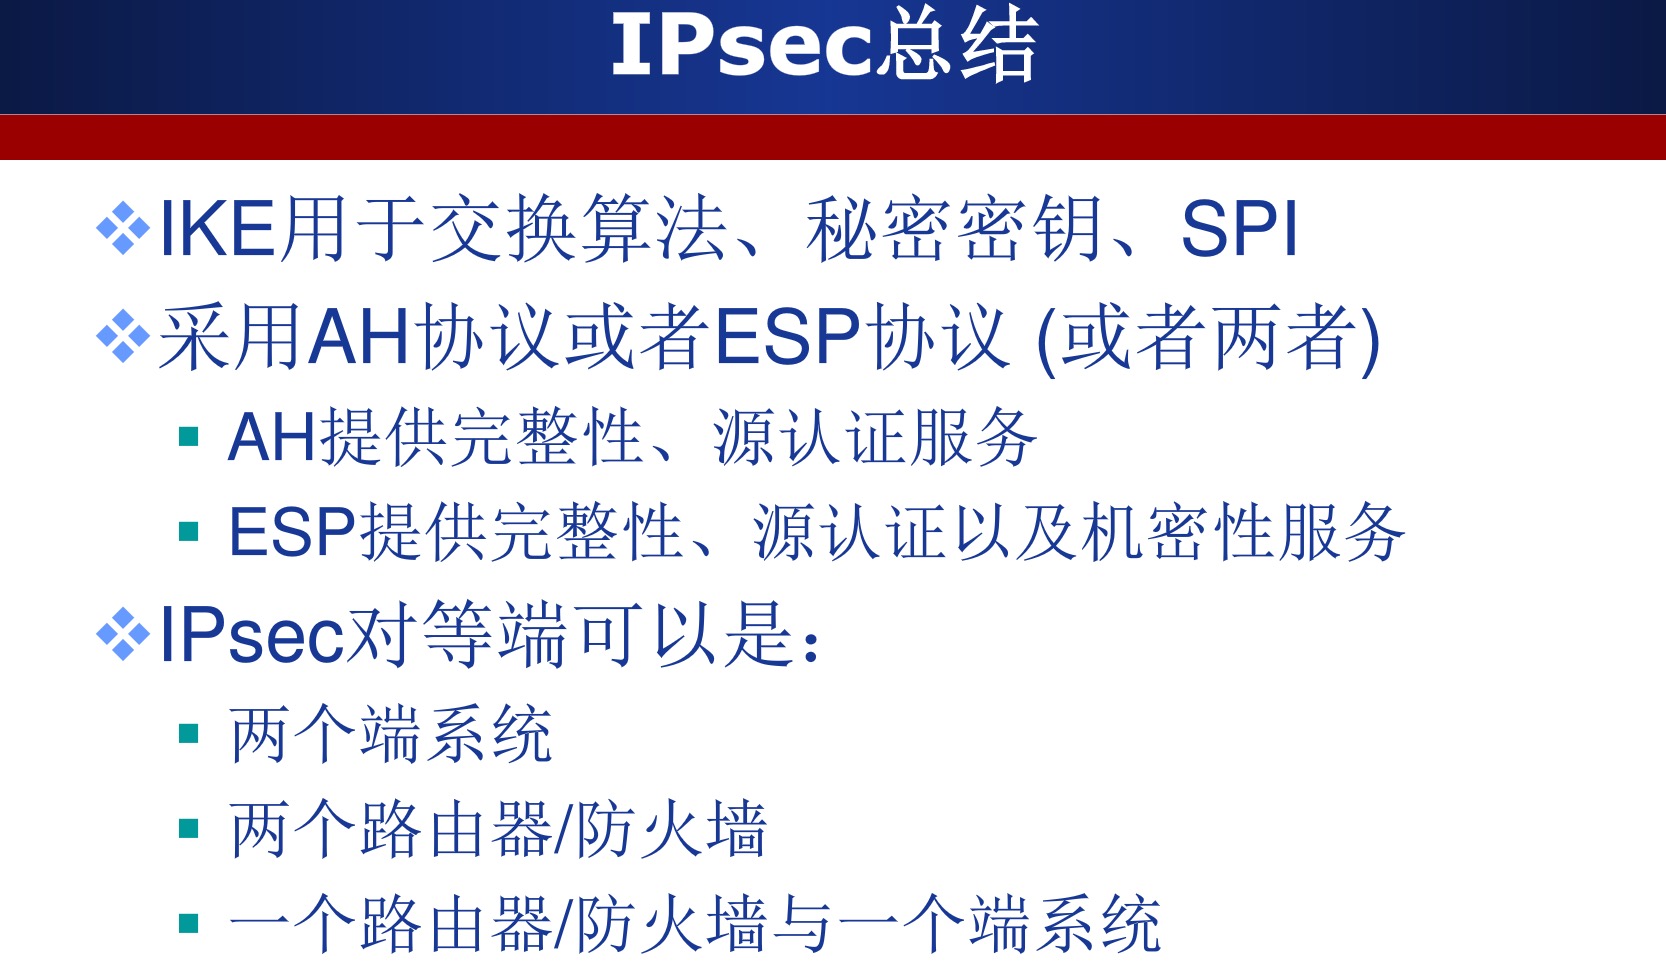 IPsec总结
IKE用于交换算法、秘密密钥、SPI
采用AH协议或者ESP协议 (或者两者)
AH提供完整性、源认证服务
ESP提供完整性、源认证以及机密性服务
IPsec对等端可以是：
两个端系统
两个路由器/防火墙
一个路由器/防火墙与一个端系统